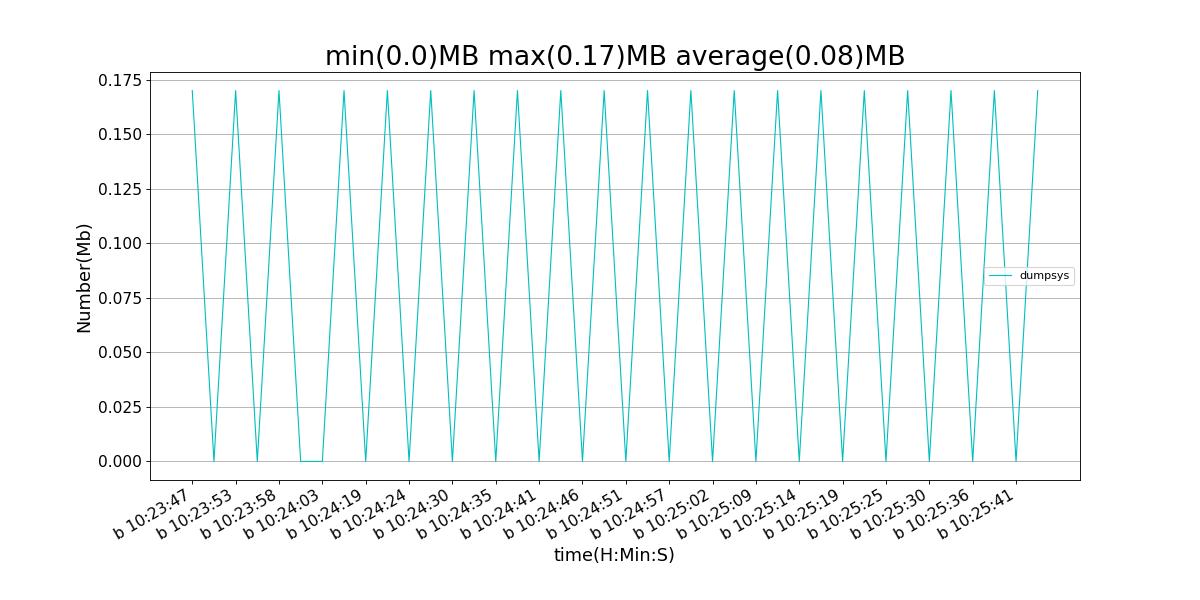 min(0.0)MB max(0.17)MB average(0.08)MB
0.175
0.150
0.125
0.100
0.075
0.050
0.025
0.000
Number(Mb)
dumpsys
b 10:23:47
b 10:23:53
b 10:23:58
b 10:24:03
b 10:24:19
b 10:24:24
b 10:24:30
b 10:24:35
b 10:24:41
b 10:24:46
b 10:24:51
b 10:24:57
b 10:25:02
b 10:25:09
b 10:25:14
b 10:25:19
b 10:25:25
b 10:25:30
b 10:25:36
b 10:25:41
time(H:Min:S)